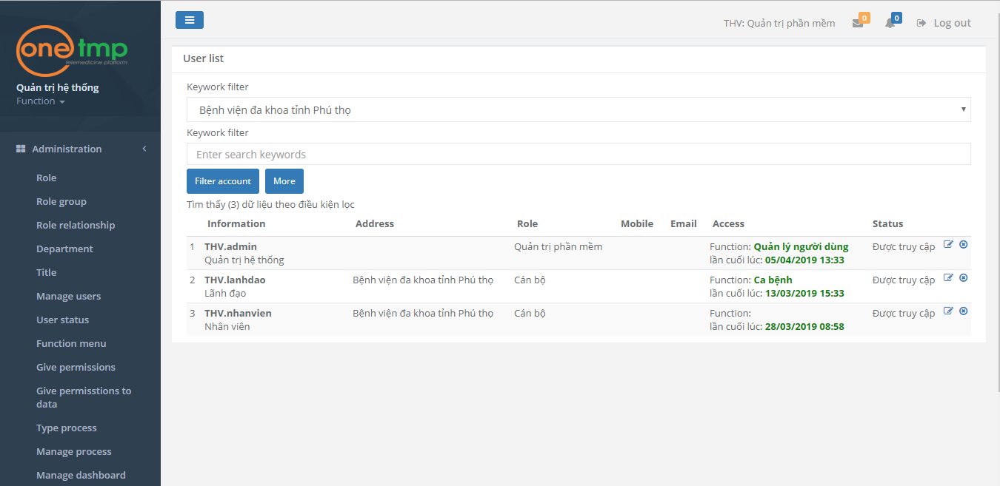 one tmp
telemedicine platform
Quản trị hệ thống
Function
Administration
Role
Role group
Role relationship
Department
Title
Manage users
User status
Function menu
Give permissions
Give permisstions to
data
Type process
Manage process
Manage dashboard
THV: Quản trị phần mềm 0 0 Log out
User list
Keywork filter
Bệnh viện đa khoa tỉnh Phú thọ
Keywork filter
Enter search keywords
Filter account More
Tìm thấy (3) dữ liệu theo điều kiện lọc
Information Address Role Mobile Email Access Status
1 THV.admin Quản trị phần mềm Function: Quản lý người dùng Được truy cập
Quản trị hệ thống lần cuối lúc: 05/04/2019 13:33
2 THV.lanhdao Bệnh viện đa khoa tỉnh Phú thọ Cán bộ Function: Ca bệnh Được truy cập
Lãnh đạo lần cuối lúc: 13/03/2019 15:33
3 THV.nhanvien Bệnh viện đa khoa tỉnh Phú thọ Cán bộ Function: Được truy cập
Nhân viên lần cuối lúc: 28/03/2019 08:58